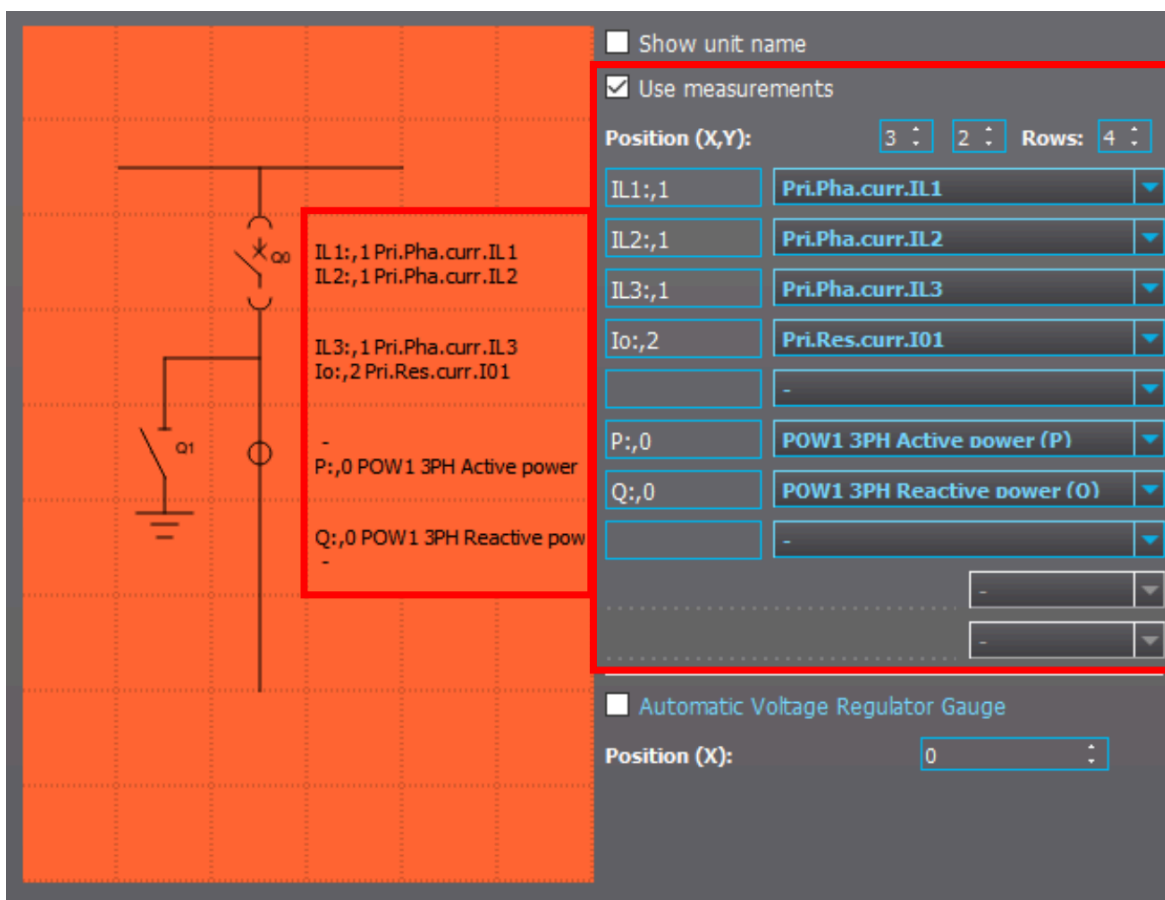 Show unit name
Use measurements
Position (X,Y): 3 2 Rows: 4
IL1:,1 Pri.Pha.curr.IL1
IL2:,1 Pri.Pha.curr.IL2
IL3:,1 Pri.Pha.curr.IL3
Io:,2 Pri.Res.curr.I01
-
P:,0 POW1 3PH Active power (P)
Q:,0 POW1 3PH Reactive power (Q)
-
-
-
Automatic Voltage Regulator Gauge
Position (X): 0
Q0
IL1:,1 Pri.Pha.curr.IL1
IL2:,1 Pri.Pha.curr.IL2
IL3:,1 Pri.Pha.curr.IL3
Io:,2 Pri.Res.curr.I01
Q1
-
P:,0 POW1 3PH Active power
Q:,0 POW1 3PH Reactive pow
-